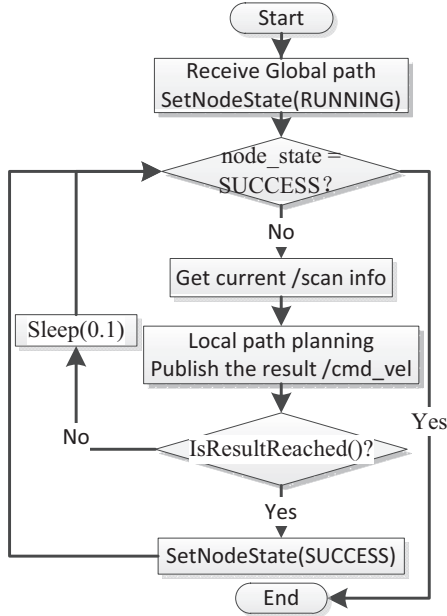 Start
Receive Global path
SetNodeState(RUNNING)
node_state =
SUCCESS?
No
Get current /scan info
Sleep(0.1)
Local path planning
Publish the result /cmd_vel
Yes
No
IsResultReached()?
Yes
SetNodeState(SUCCESS)
End